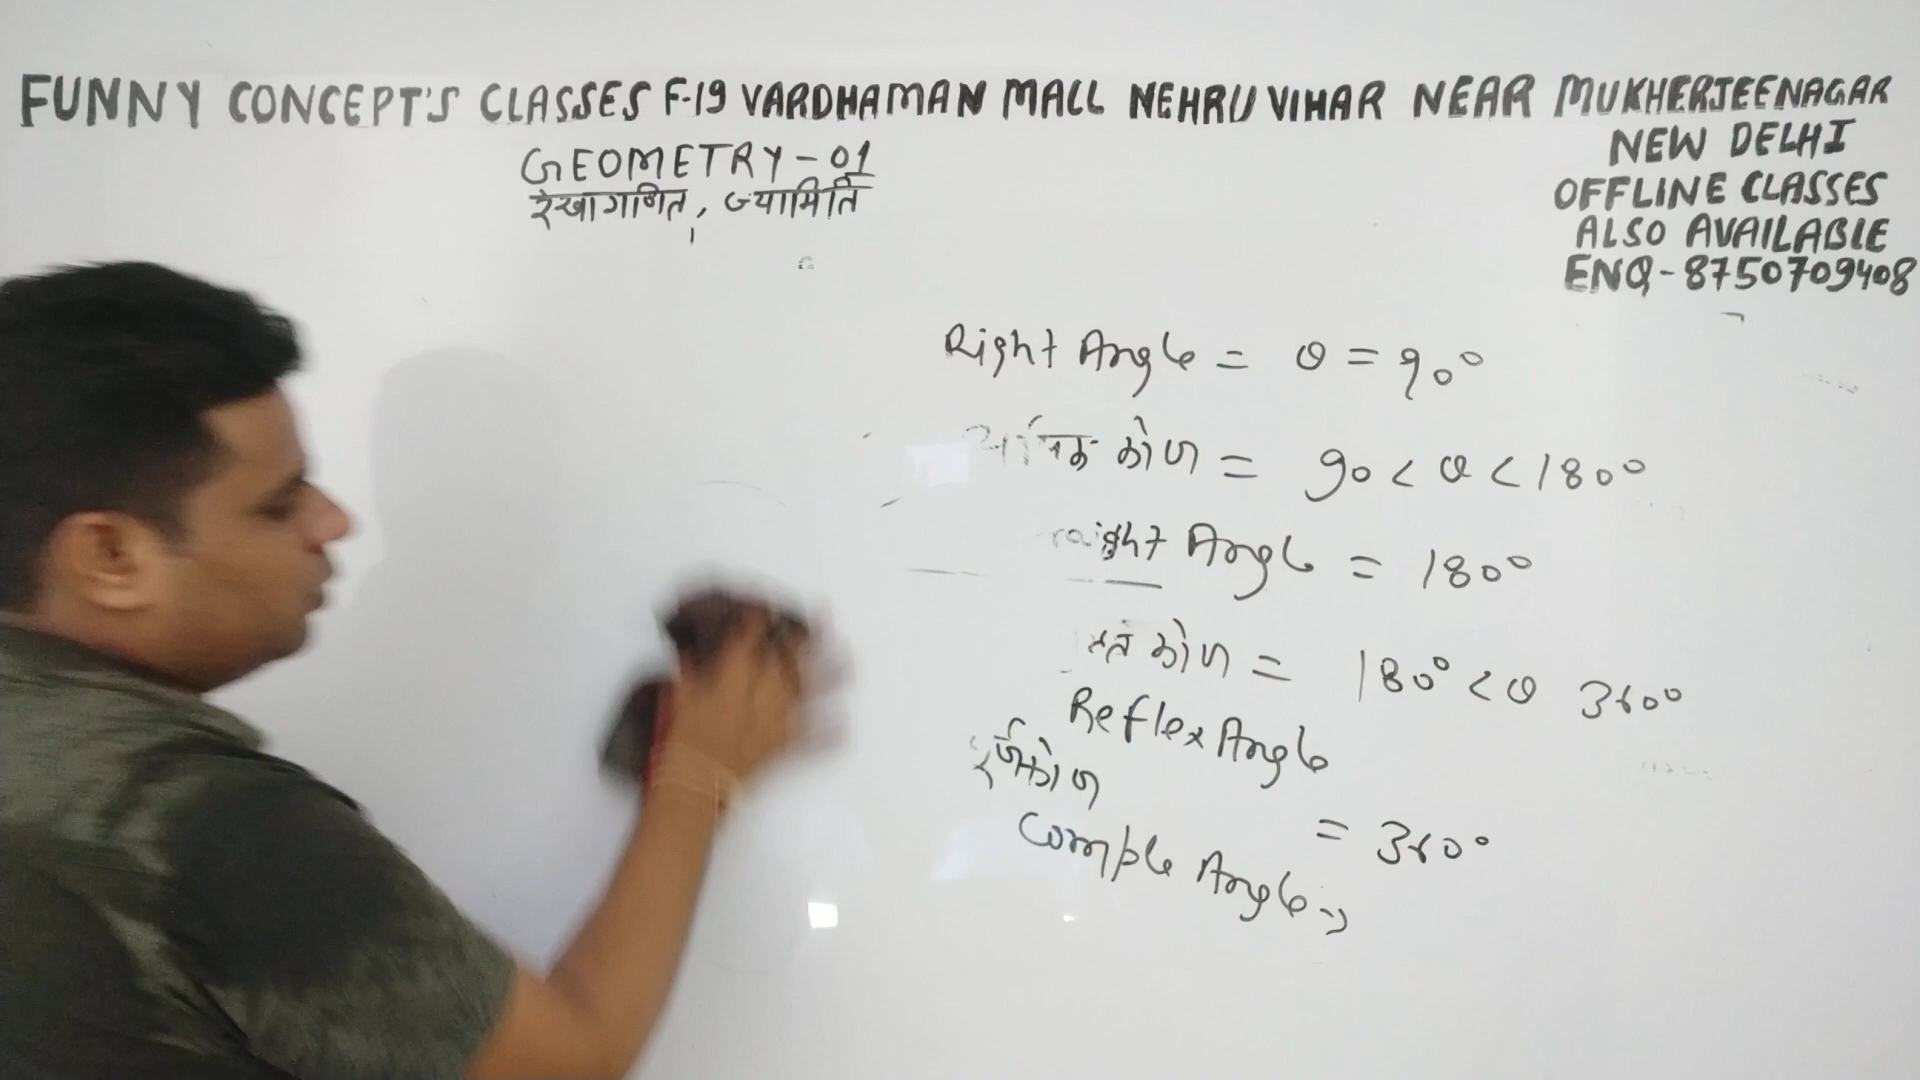 FUNNY CONCEPT'S CLASSES F-19 VARDHAMAN MALL NEHRU VIHAR NEAR MUKHERJEENAGAR
NEW DELHI
OFFLINE CLASSES
ALSO AVAILABLE
ENQ-8750709408
GEOMETRY-01
रेखागणित, ज्यामिति
Right Angle = θ = 90°
कोण = 90 < θ < 180°
Angle = 180°
कोण = 180° < θ 360°
Reflex Angle
Comple Angle
= 360°